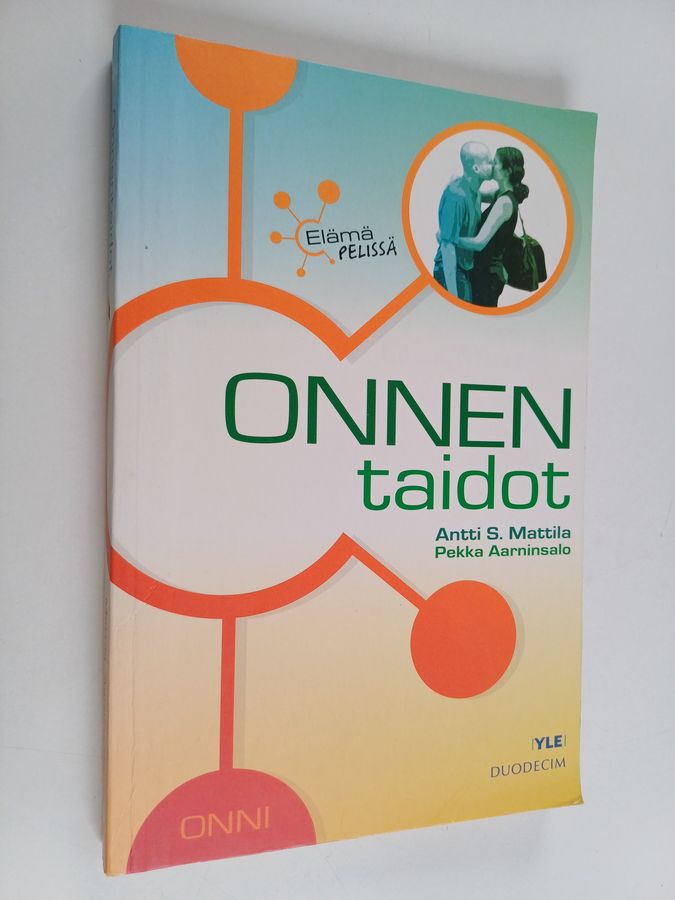 Elämä
PELISSÄ
ONNEN
taidot
Antti S. Mattila
Pekka Aarninsalo
YLE
DUODECIM
ONNI